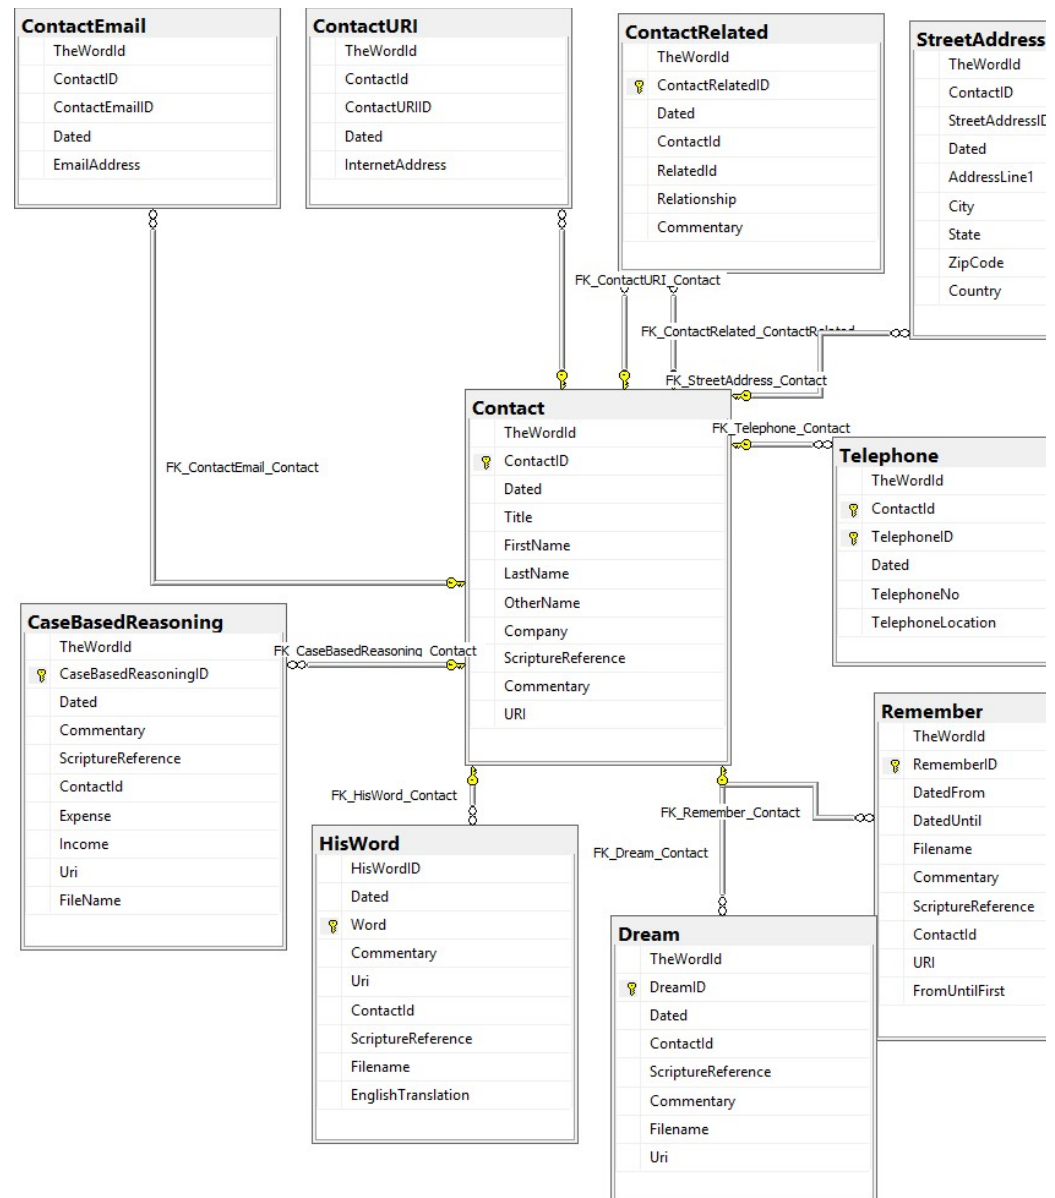 ContactEmail
TheWordId
ContactID
ContactEmailID
Dated
EmailAddress
ContactURI
TheWordId
ContactId
ContactURIID
Dated
InternetAddress
ContactRelated
TheWordId
ContactRelatedID
Dated
ContactId
RelatedId
Relationship
Commentary
StreetAddress
TheWordId
ContactID
StreetAddressID
Dated
AddressLine1
City
State
ZipCode
Country
FK_ContactURI_Contact
FK_ContactRelated_ContactRelated
FK_StreetAddress_Contact
FK_Telephone_Contact
FK_ContactEmail_Contact
Contact
TheWordId
ContactID
Dated
Title
FirstName
LastName
OtherName
Company
ScriptureReference
Commentary
URI
Telephone
TheWordId
ContactId
TelephoneID
Dated
TelephoneNo
TelephoneLocation
CaseBasedReasoning
TheWordId
CaseBasedReasoningID
Dated
Commentary
ScriptureReference
ContactId
Expense
Income
Uri
FileName
FK_CaseBasedReasoning_Contact
FK_HisWord_Contact
FK_Remember_Contact
FK_Dream_Contact
Remember
TheWordId
RememberID
DatedFrom
DatedUntil
Filename
Commentary
ScriptureReference
ContactId
URI
FromUntilFirst
HisWord
HisWordID
Dated
Word
Commentary
Uri
ContactId
ScriptureReference
Filename
EnglishTranslation
Dream
TheWordId
DreamID
Dated
ContactId
ScriptureReference
Commentary
Filename
Uri